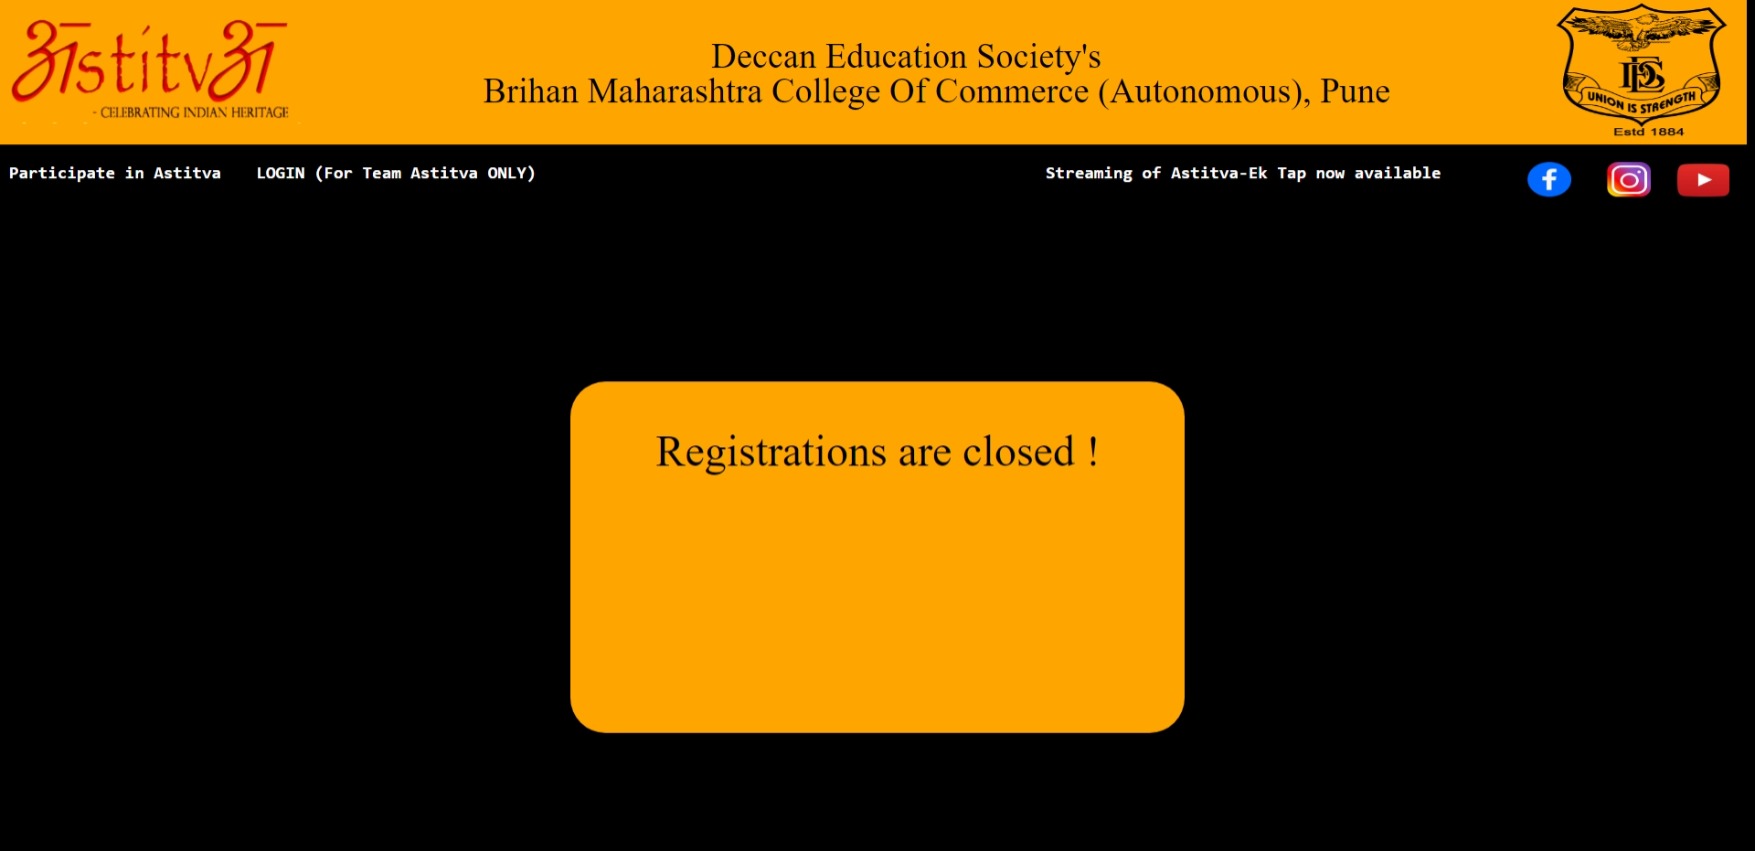 अstitvअ
- CELEBRATING INDIAN HERITAGE
Deccan Education Society's
Brihan Maharashtra College Of Commerce (Autonomous), Pune
DES
UNION IS STRENGTH
Estd 1884
Participate in Astitva LOGIN (For Team Astitva ONLY) Streaming of Astitva-Ek Tap now available
Registrations are closed !